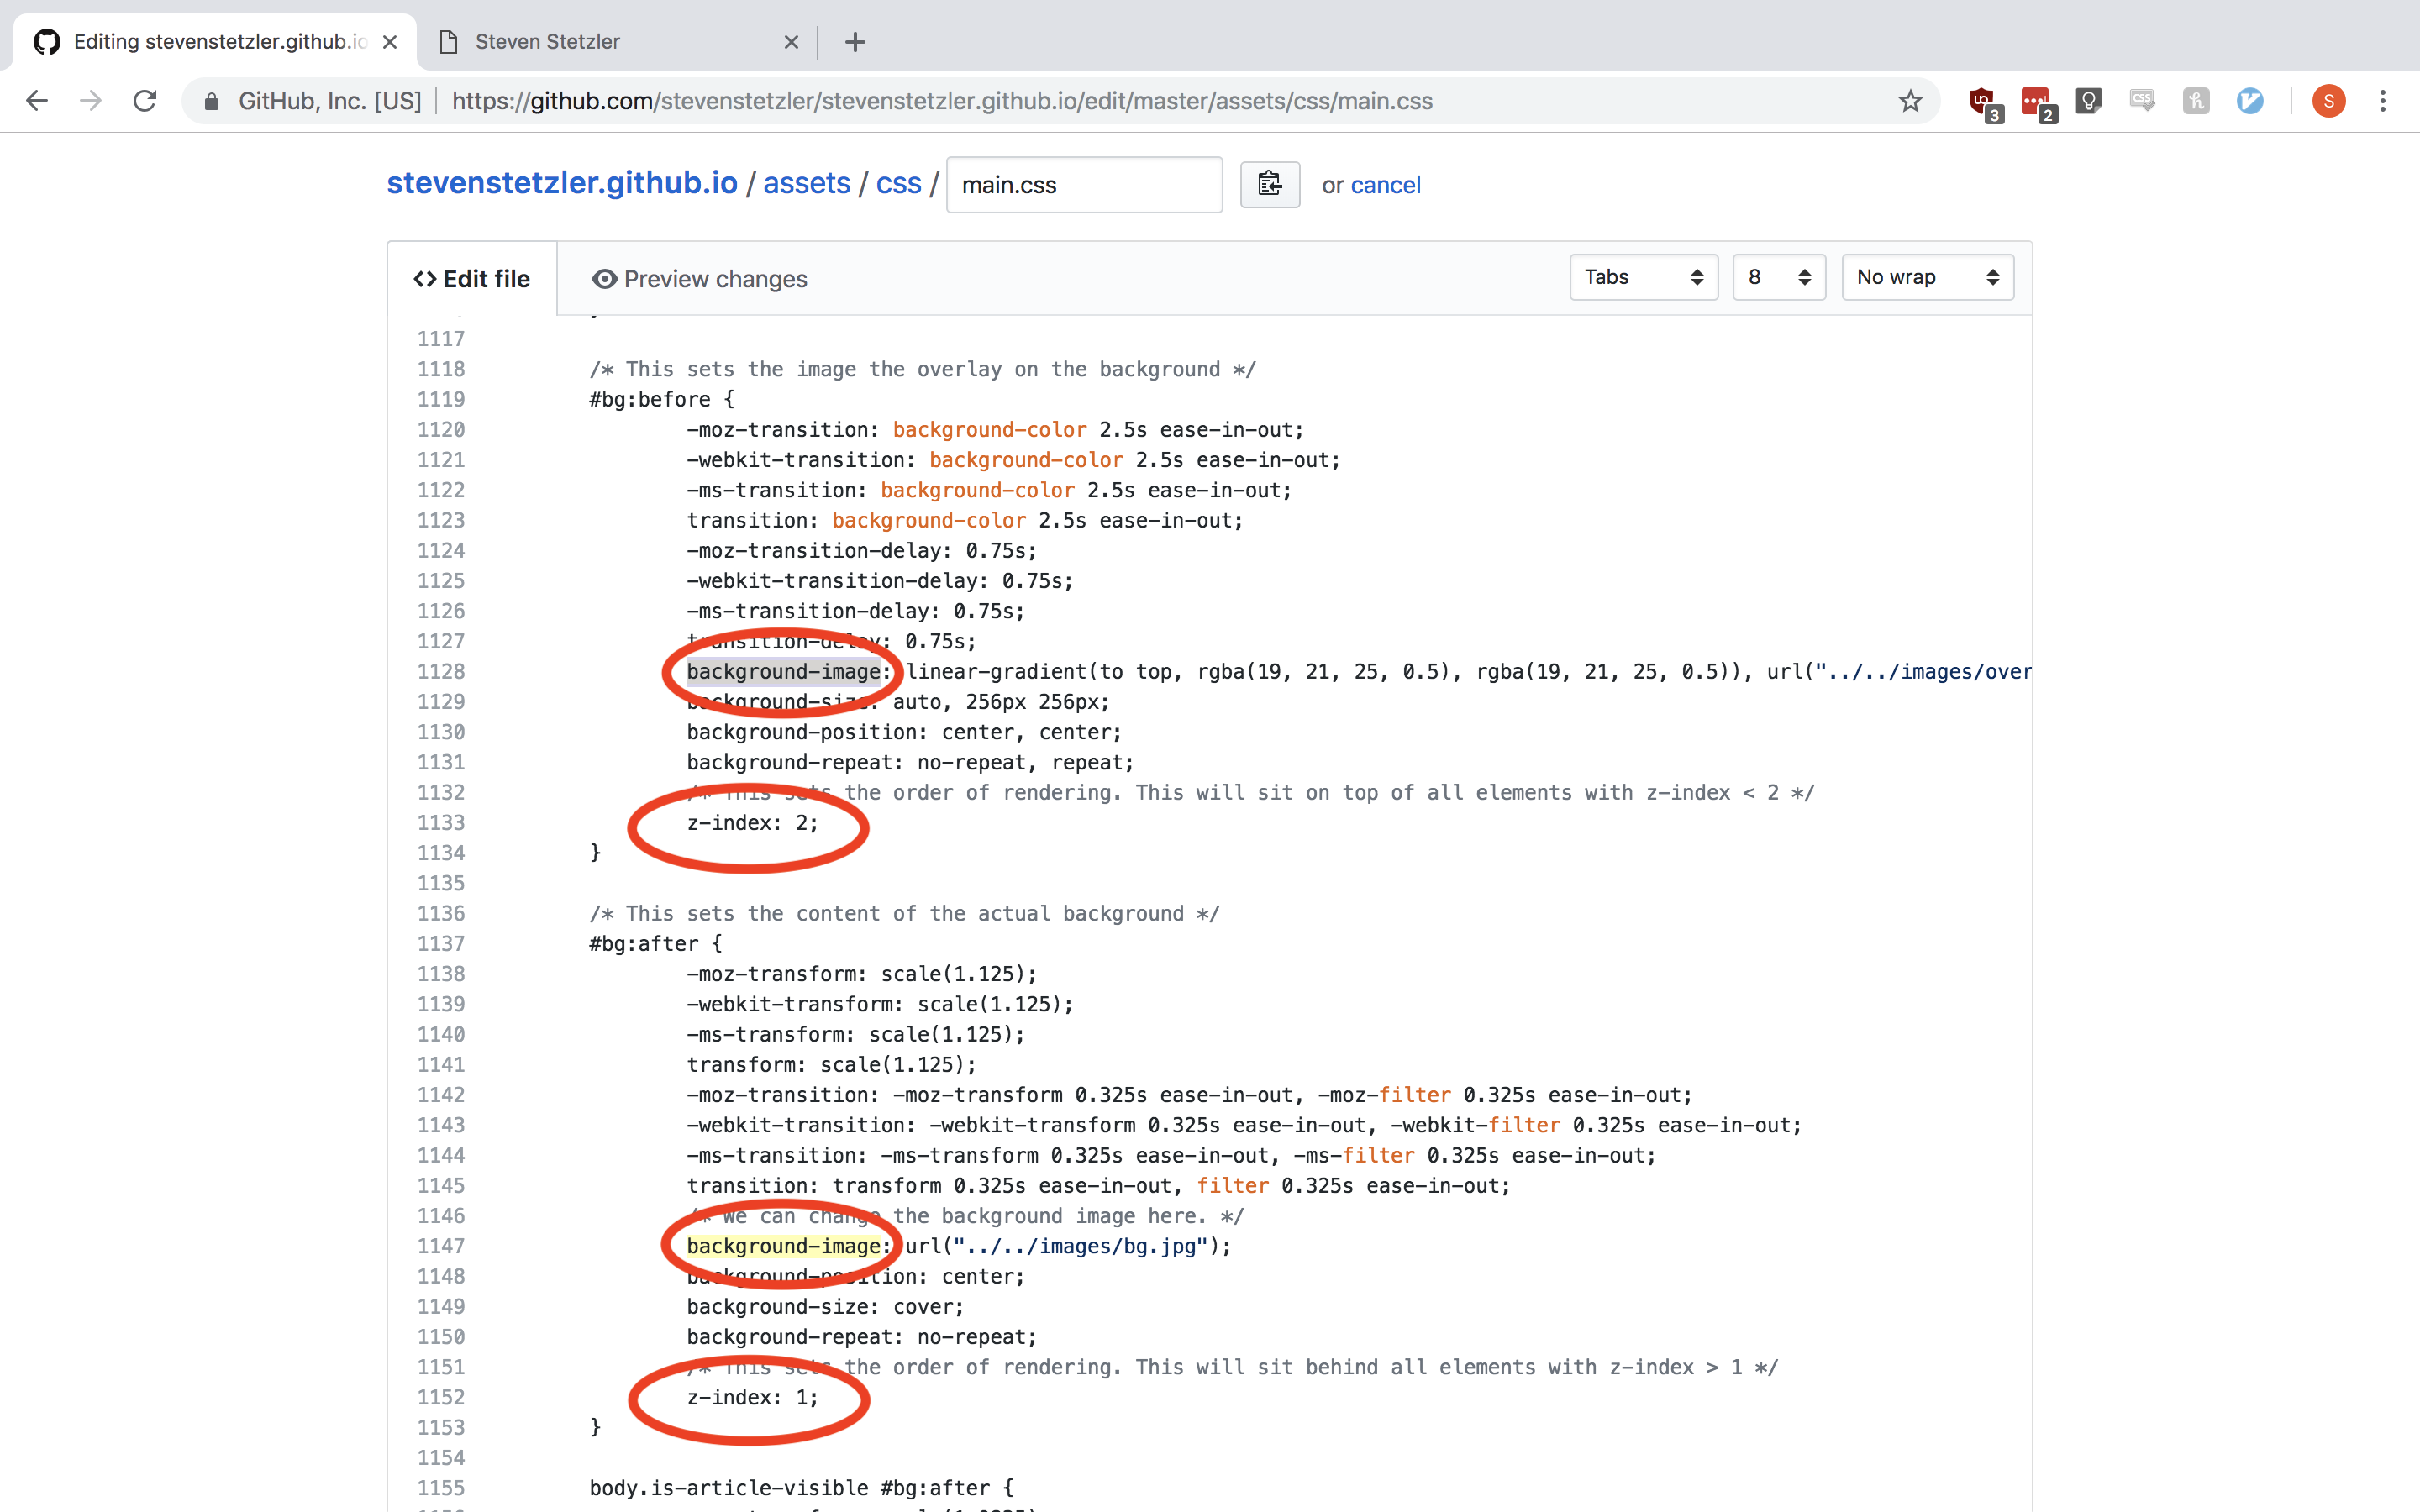 Editing stevenstetzler.github.io
Steven Stetzler
GitHub, Inc. [US]
https://github.com/stevenstetzler/stevenstetzler.github.io/edit/master/assets/css/main.css
3
2
CSS
S
stevenstetzler.github.io / assets / css / main.css or cancel
Edit file
Preview changes
Tabs
8
No wrap
1117
1118 /* This sets the image the overlay on the background */
1119 #bg:before {
1120 -moz-transition: background-color 2.5s ease-in-out;
1121 -webkit-transition: background-color 2.5s ease-in-out;
1122 -ms-transition: background-color 2.5s ease-in-out;
1123 transition: background-color 2.5s ease-in-out;
1124 -moz-transition-delay: 0.75s;
1125 -webkit-transition-delay: 0.75s;
1126 -ms-transition-delay: 0.75s;
1127 transition-delay: 0.75s;
1128 background-image: linear-gradient(to top, rgba(19, 21, 25, 0.5), rgba(19, 21, 25, 0.5)), url("../../images/over
1129 background-size: auto, 256px 256px;
1130 background-position: center, center;
1131 background-repeat: no-repeat, repeat;
1132 /* This sets the order of rendering. This will sit on top of all elements with z-index < 2 */
1133 z-index: 2;
1134 }
1135
1136 /* This sets the content of the actual background */
1137 #bg:after {
1138 -moz-transform: scale(1.125);
1139 -webkit-transform: scale(1.125);
1140 -ms-transform: scale(1.125);
1141 transform: scale(1.125);
1142 -moz-transition: -moz-transform 0.325s ease-in-out, -moz-filter 0.325s ease-in-out;
1143 -webkit-transition: -webkit-transform 0.325s ease-in-out, -webkit-filter 0.325s ease-in-out;
1144 -ms-transition: -ms-transform 0.325s ease-in-out, -ms-filter 0.325s ease-in-out;
1145 transition: transform 0.325s ease-in-out, filter 0.325s ease-in-out;
1146 /* We can change the background image here. */
1147 background-image: url("../../images/bg.jpg");
1148 background-position: center;
1149 background-size: cover;
1150 background-repeat: no-repeat;
1151 /* This sets the order of rendering. This will sit behind all elements with z-index > 1 */
1152 z-index: 1;
1153 }
1154
1155 body.is-article-visible #bg:after {